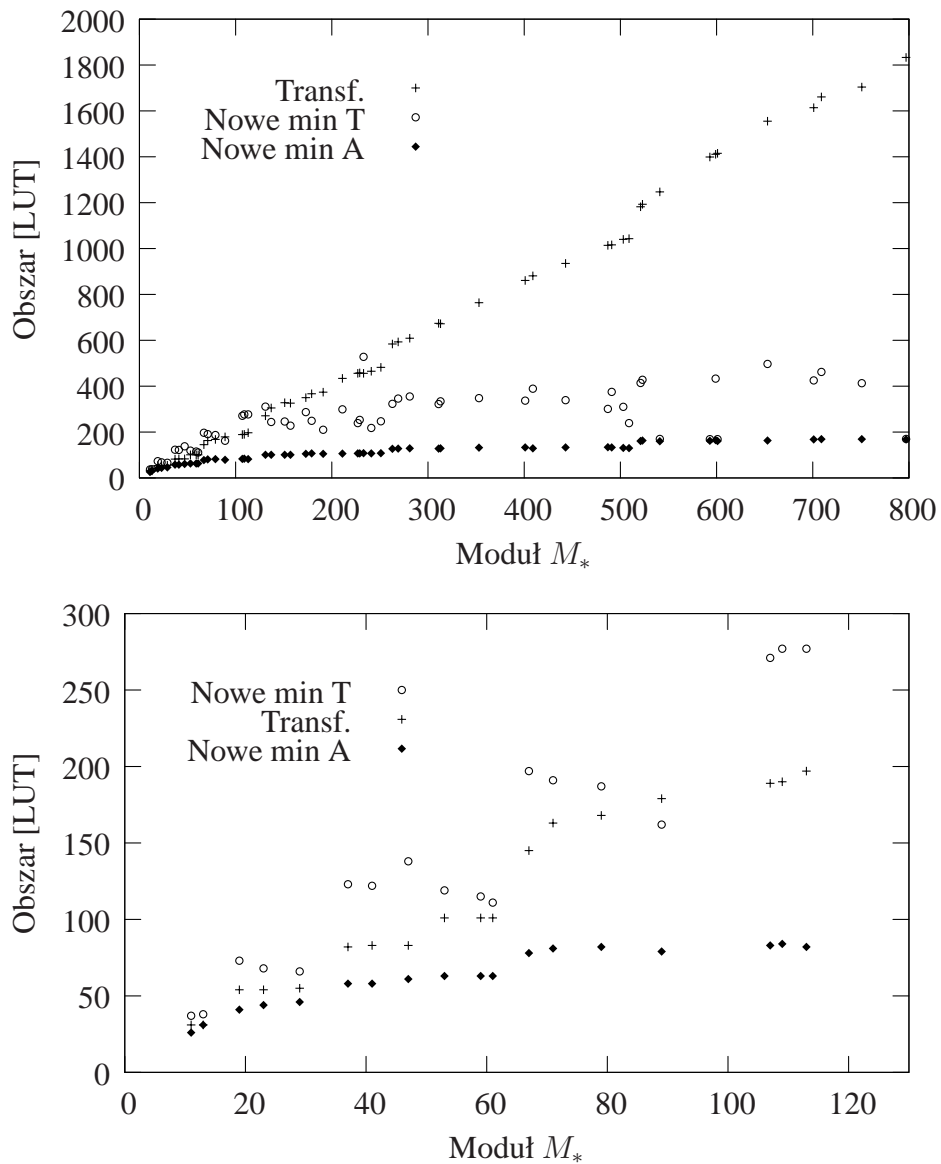 2000
1800
1600
1400
1200
1000
800
600
400
200
0
Obszar [LUT]
Transf.
Nowe min T
Nowe min A
0 100 200 300 400 500 600 700 800
Moduł M*
300
250
200
150
100
50
0
Obszar [LUT]
Nowe min T
Transf.
Nowe min A
0 20 40 60 80 100 120
Moduł M*